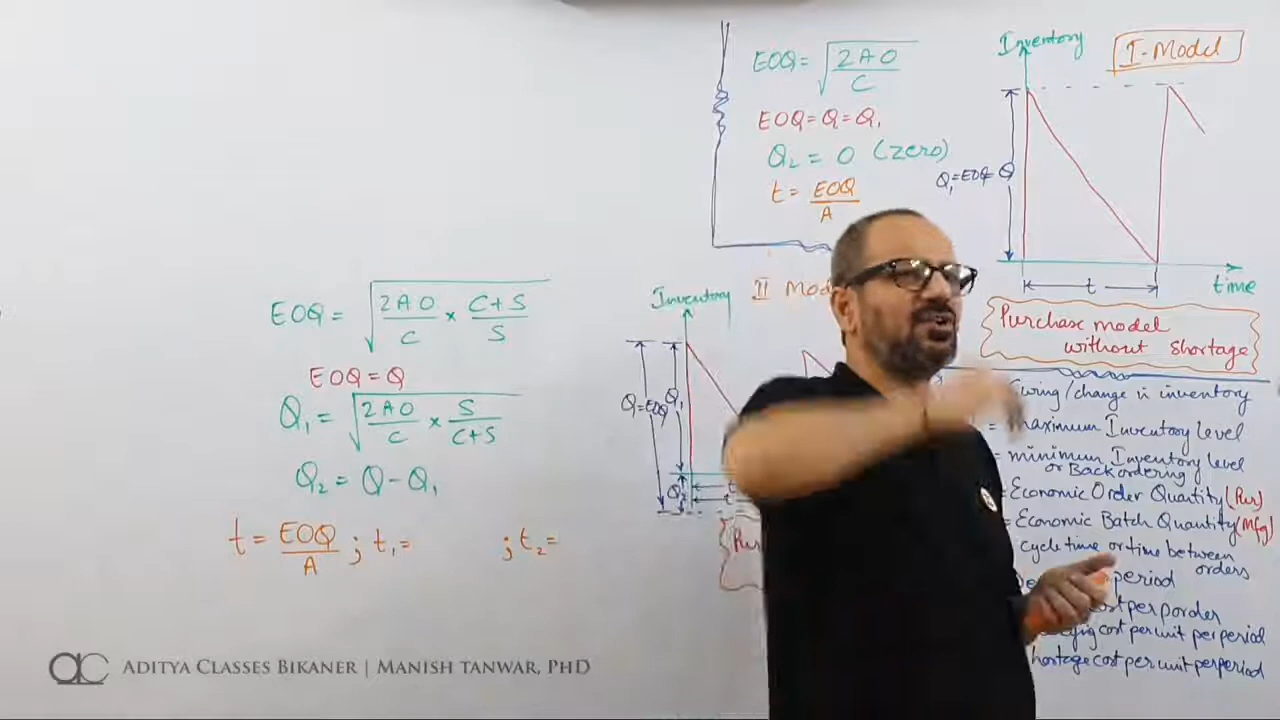 EOQ = √(2AO / C)
EOQ = Q = Q₁
Q₂ = 0 (Zero)
t = EOQ / A
Inventory
I-Model
Q₁=EOQ=Q
t
time
Purchase model
without shortage
EOQ = √(2AO / C × C+S / S)
EOQ = Q
Q₁ = √(2AO / C × S / C+S)
Q₂ = Q - Q₁
t = EOQ / A ; t₁ = ; t₂ =
Inventory
II
Q=EOQ
Q₁
Q₂
t
t
/change in inventory
= maximum Inventory level
= minimum Inventory level
or Backordering
= Economic Order Quantity (Pur)
= Economic Batch Quantity (Mfg)
cycle time or time between
orders
period
cost per porder
cost per unit per period
cost per unit per period
ac ADITYA CLASSES BIKANER | MANISH TANWAR, PHD